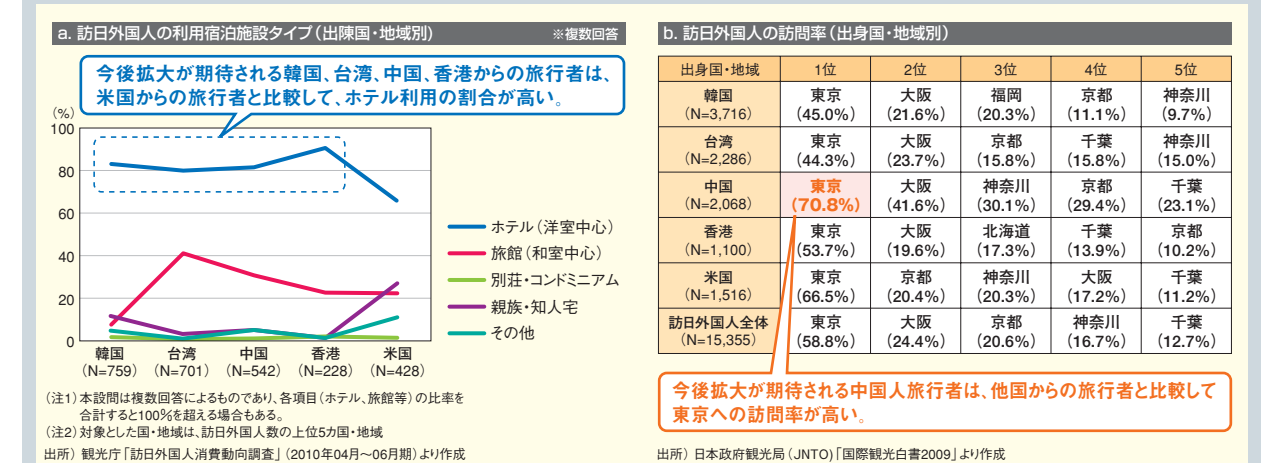 a. 訪日外国人の利用宿泊施設タイプ（出陳国・地域別） ※複数回答
今後拡大が期待される韓国、台湾、中国、香港からの旅行者は、
米国からの旅行者と比較して、ホテル利用の割合が高い。
(%)
100
80
60
40
20
0
韓国 台湾 中国 香港 米国
（N=759） （N=701） （N=542） （N=228） （N=428）
ホテル（洋室中心）
旅館（和室中心）
別荘・コンドミニアム
親族・知人宅
その他
（注1）本設問は複数回答によるものであり、各項目（ホテル、旅館等）の比率を
合計すると100％を超える場合もある。
（注2）対象とした国・地域は、訪日外国人数の上位5カ国・地域
出所）観光庁「訪日外国人消費動向調査」（2010年04月～06月期）より作成
b. 訪日外国人の訪問率（出身国・地域別）
出身国・地域 1位 2位 3位 4位 5位
韓国 東京 大阪 福岡 京都 神奈川
（N=3,716） （45.0%） （21.6%） （20.3%） （11.1%） （9.7%）
台湾 東京 大阪 京都 千葉 神奈川
（N=2,286） （44.3%） （23.7%） （15.8%） （15.8%） （15.0%）
中国 東京 大阪 神奈川 京都 千葉
（N=2,068） （70.8%） （41.6%） （30.1%） （29.4%） （23.1%）
香港 東京 大阪 北海道 千葉 京都
（N=1,100） （53.7%） （19.6%） （17.3%） （13.9%） （10.2%）
米国 東京 京都 神奈川 大阪 千葉
（N=1,516） （66.5%） （20.4%） （20.3%） （17.2%） （11.2%）
訪日外国人全体 東京 大阪 京都 神奈川 千葉
（N=15,355） （58.8%） （24.4%） （20.6%） （16.7%） （12.7%）
今後拡大が期待される中国人旅行者は、他国からの旅行者と比較して
東京への訪問率が高い。
出所）日本政府観光局（JNTO）「国際観光白書2009」より作成